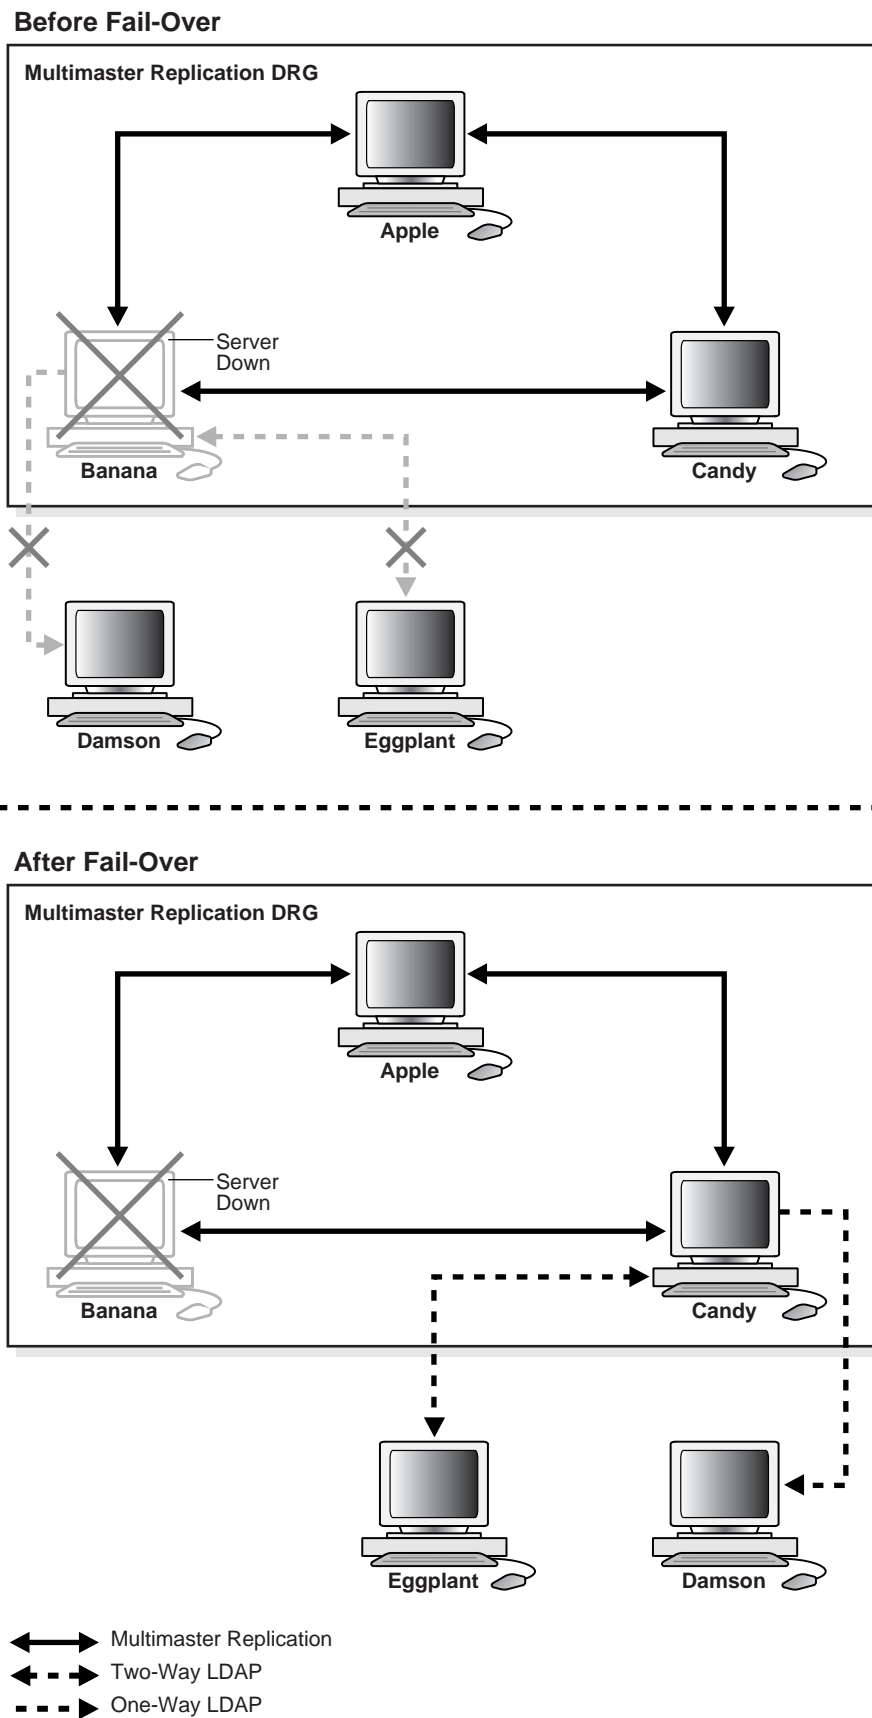 Before Fail-Over
Multimaster Replication DRG
Apple
Server
Down
Banana
Candy
Damson
Eggplant
After Fail-Over
Multimaster Replication DRG
Apple
Server
Down
Banana
Candy
Eggplant
Damson
Multimaster Replication
Two-Way LDAP
One-Way LDAP